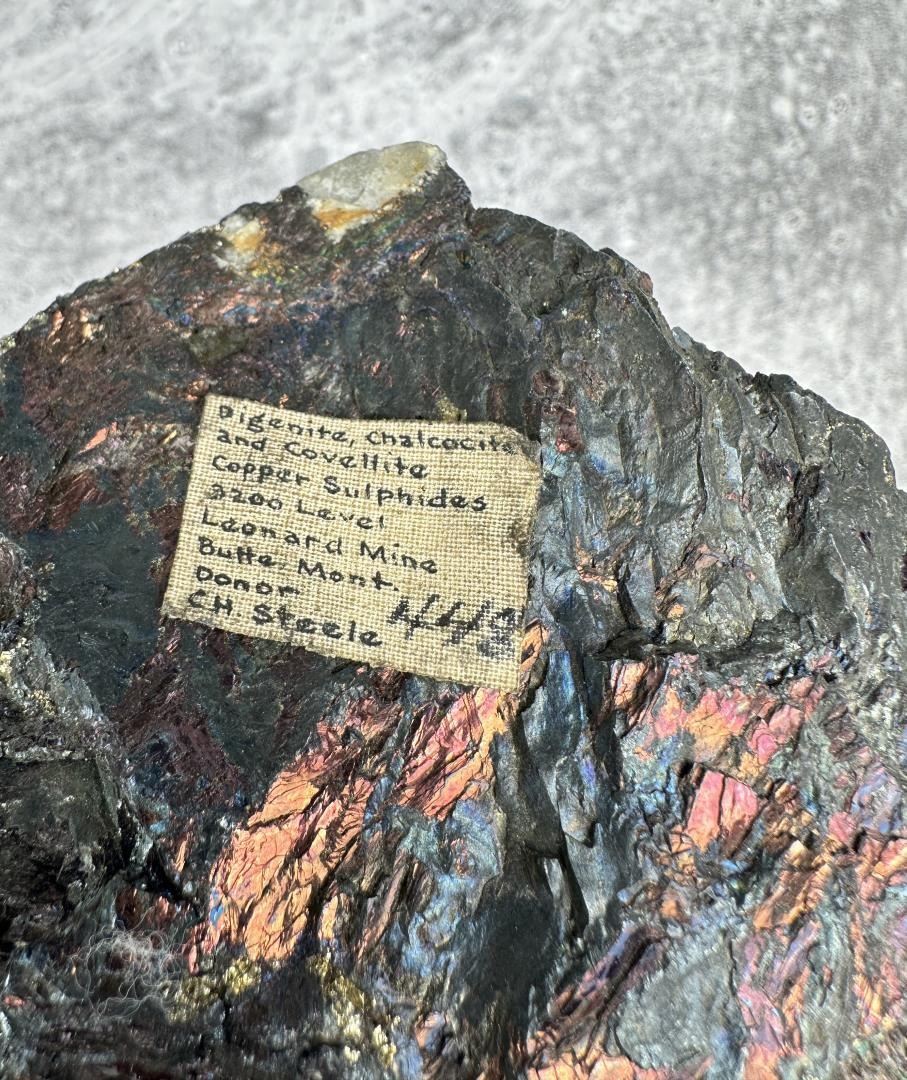 Digenite, Chalcocite
and Covellite
Copper Sulphides
3200 Level
Leonard Mine
Butte, Mont.
Donor
C.H. Steele